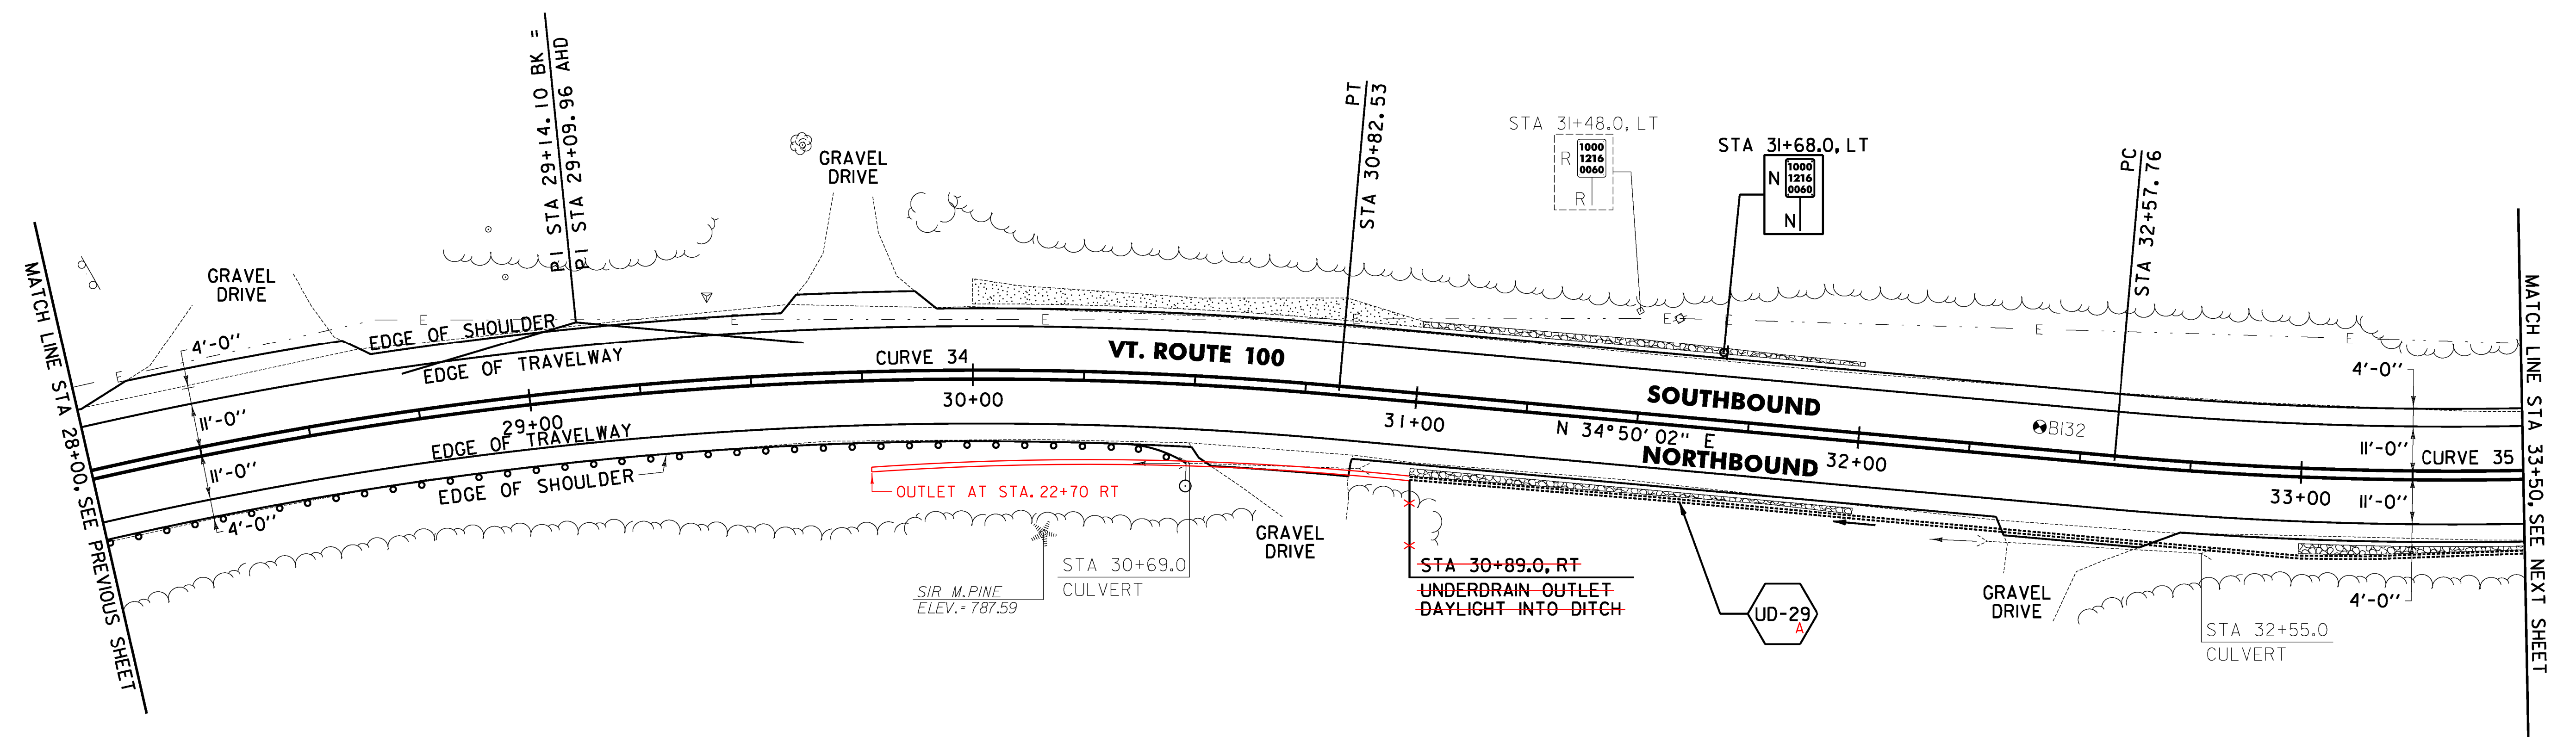 PI STA 29+14.10 BK =
PI STA 29+09.96 AHD
PT
STA 30+82.53
STA 31+48.0, LT
R
1000
1216
0060
R
STA 31+68.0, LT
N
1000
1216
0060
N
PC
STA 32+57.76
GRAVEL
DRIVE
GRAVEL
DRIVE
MATCH LINE STA 28+00, SEE PREVIOUS SHEET
MATCH LINE STA 33+50, SEE NEXT SHEET
E
E
E
E
E
E
E
E
E
4'-0"
11'-0"
11'-0"
4'-0"
EDGE OF SHOULDER
EDGE OF TRAVELWAY
CURVE 34
VT. ROUTE 100
SOUTHBOUND
4'-0"
11'-0"
CURVE 35
11'-0"
4'-0"
29+00
30+00
31+00
N 34°50'02" E
32+00
33+00
B132
NORTHBOUND
EDGE OF TRAVELWAY
EDGE OF SHOULDER
OUTLET AT STA. 22+70 RT
GRAVEL
DRIVE
STA 30+69.0
CULVERT
SIR M.PINE
ELEV.= 787.59
STA 30+89.0, RT
UNDERDRAIN OUTLET
DAYLIGHT INTO DITCH
UD-29
A
GRAVEL
DRIVE
STA 32+55.0
CULVERT